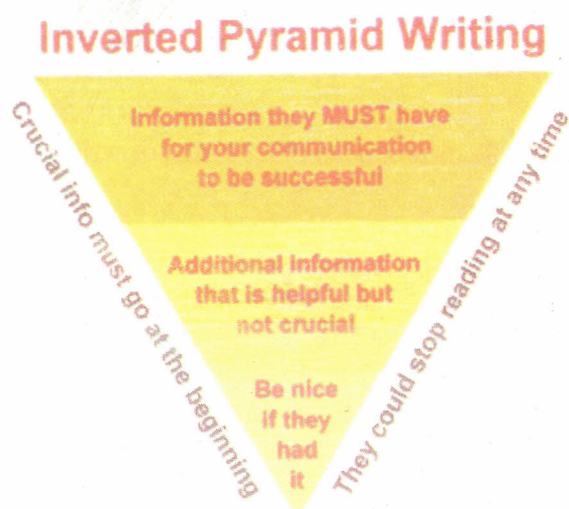 Inverted Pyramid Writing
Crucial info must go at the beginning
Information they MUST have
for your communication
to be successful
Additional information
that is helpful but
not crucial
Be nice
if they
had
it
They could stop reading at any time